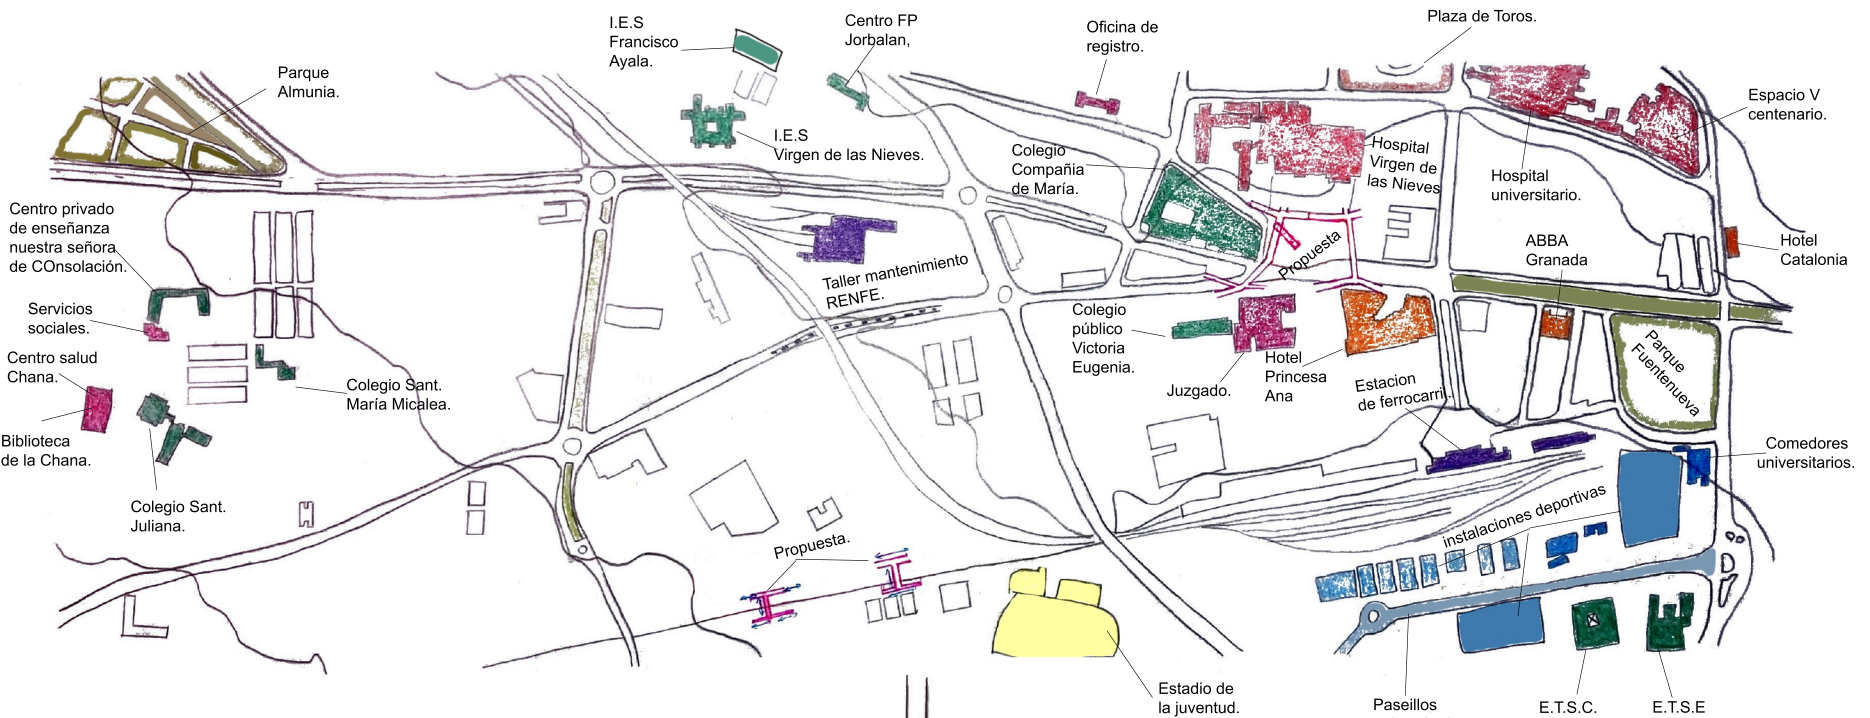 I.E.S
Francisco
Ayala.
Centro FP
Jorbalan,
Oficina de
registro.
Plaza de Toros.
Parque
Almunia.
Espacio V
centenario.
I.E.S
Virgen de las Nieves.
Colegio
Compañia
de María.
Hospital
Virgen de
las Nieves
Hospital
universitario.
Centro privado
de enseñanza
nuestra señora
de COnsolación.
Propuesta
ABBA
Granada
Hotel
Catalonia
Taller mantenimiento
RENFE.
Servicios
sociales.
Colegio
público
Victoria
Eugenia.
Juzgado.
Hotel
Princesa
Ana
Parque
Fuentenueva
Centro salud
Chana.
Colegio Sant.
María Micalea.
Estacion
de ferrocarril.
Biblioteca
de la Chana.
Comedores
universitarios.
Colegio Sant.
Juliana.
instalaciones deportivas
Propuesta.
Estadio de
la juventud.
Paseillos
E.T.S.C.
E.T.S.E